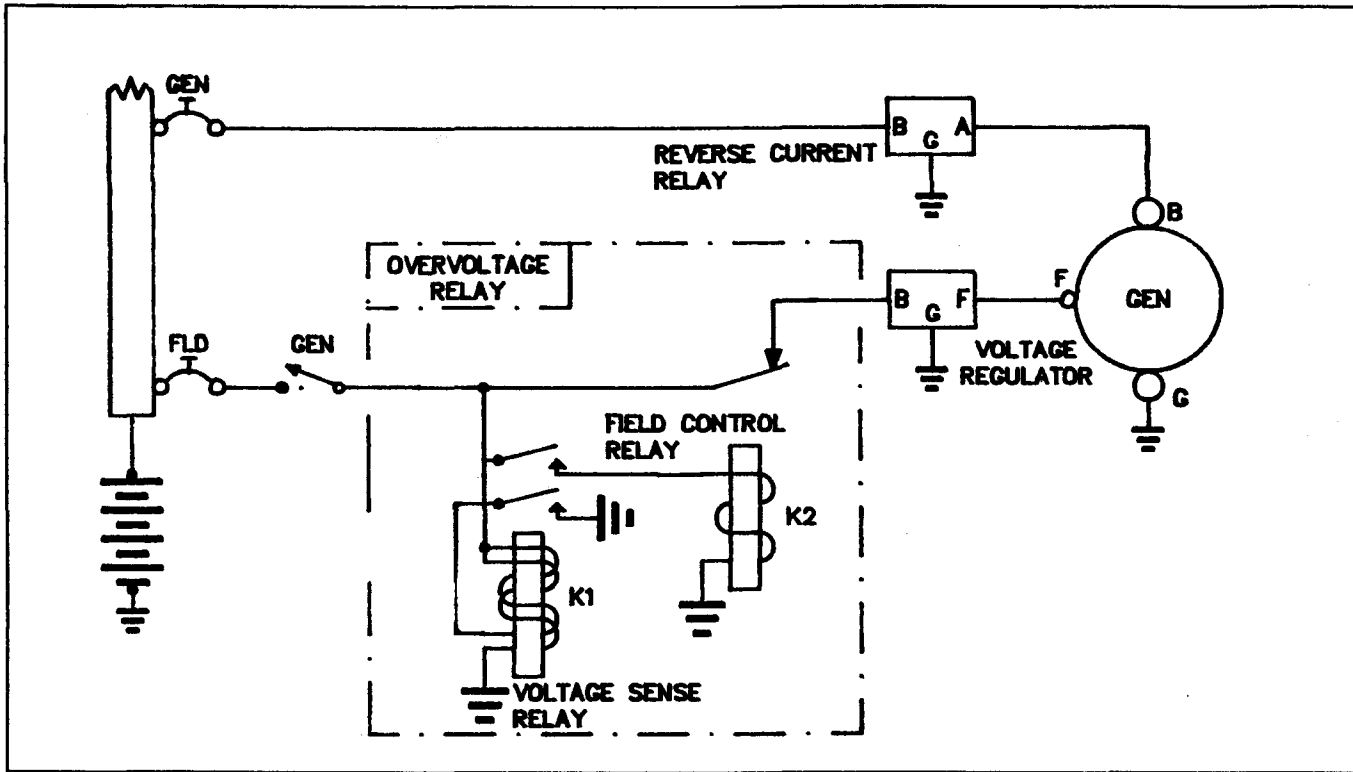 GEN
B
G
A
REVERSE CURRENT
RELAY
B
OVERVOLTAGE
RELAY
F
GEN
B
G
F
FLD
GEN
VOLTAGE
REGULATOR
G
FIELD CONTROL
RELAY
K2
K1
VOLTAGE SENSE
RELAY